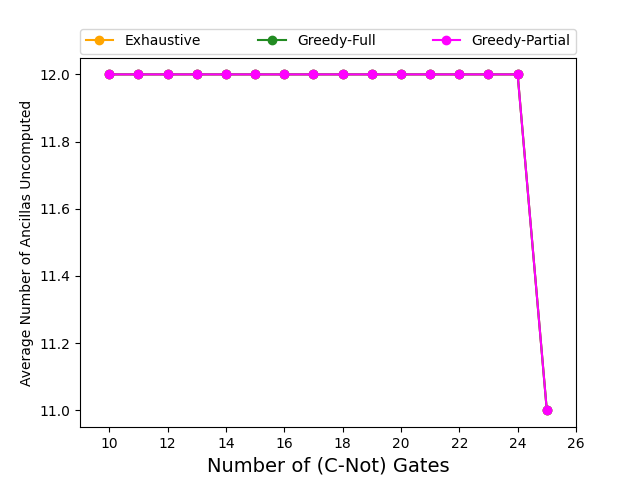 Exhaustive Greedy-Full Greedy-Partial
12.0
11.8
11.6
11.4
11.2
11.0
Average Number of Ancillas Uncomputed
10 12 14 16 18 20 22 24 26
Number of (C-Not) Gates